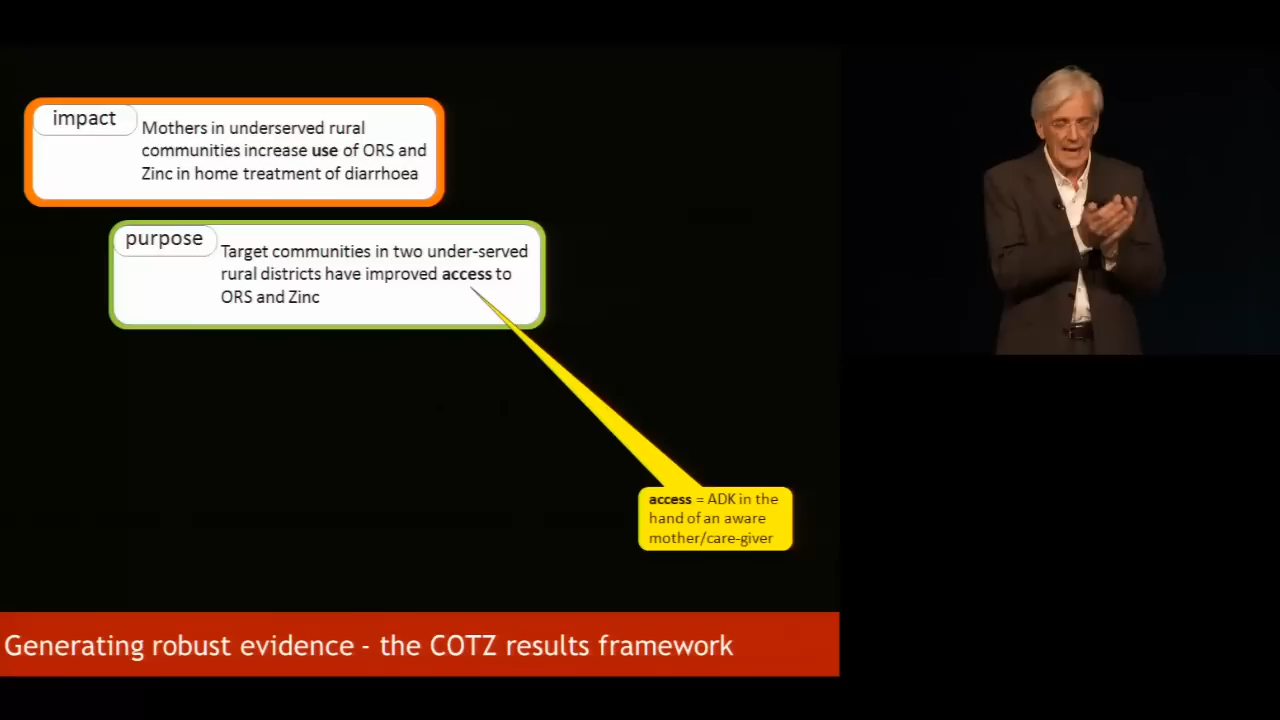 impact
Mothers in underserved rural
communities increase use of ORS and
Zinc in home treatment of diarrhoea
purpose
Target communities in two under-served
rural districts have improved access to
ORS and Zinc
access = ADK in the
hand of an aware
mother/care-giver
Generating robust evidence - the COTZ results framework